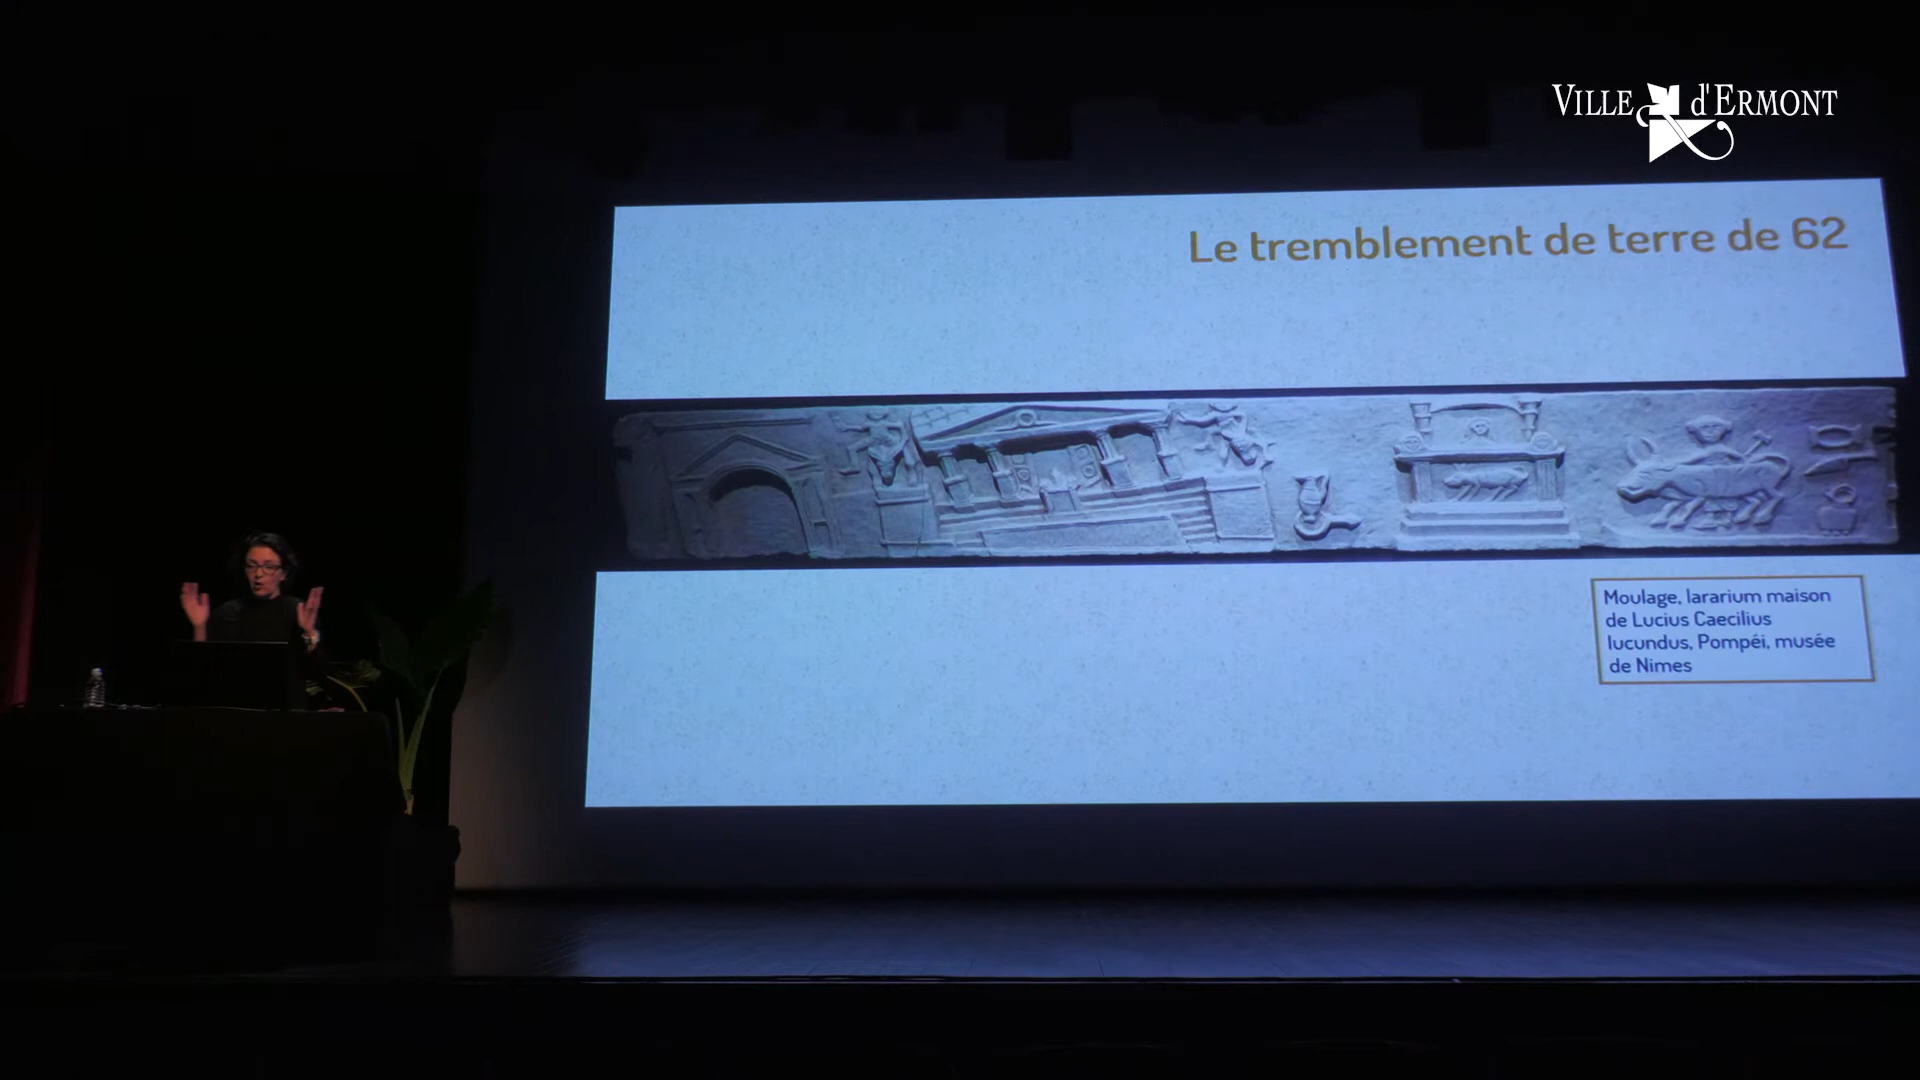 VILLE d'ERMONT
Le tremblement de terre de 62
Moulage, lararium maison
de Lucius Caecilius
Iucundus, Pompéi, musée
de Nimes